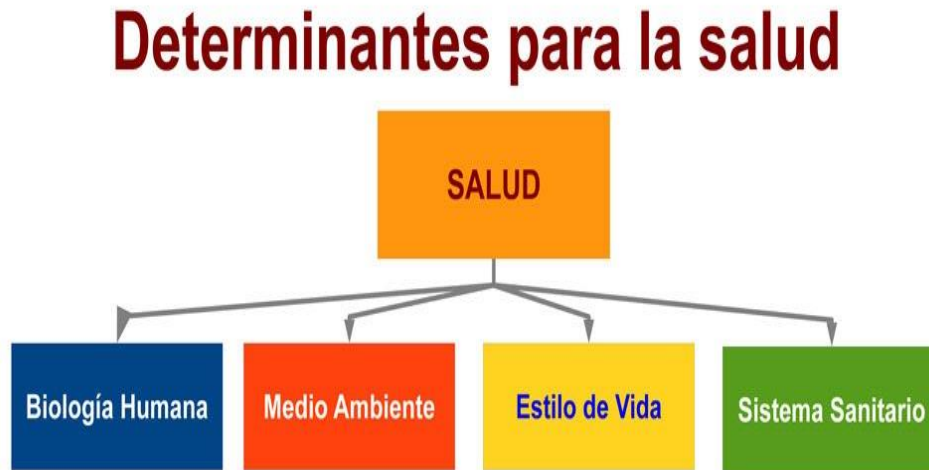 Determinantes para la salud
SALUD
Biología Humana
Medio Ambiente
Estilo de Vida
Sistema Sanitario